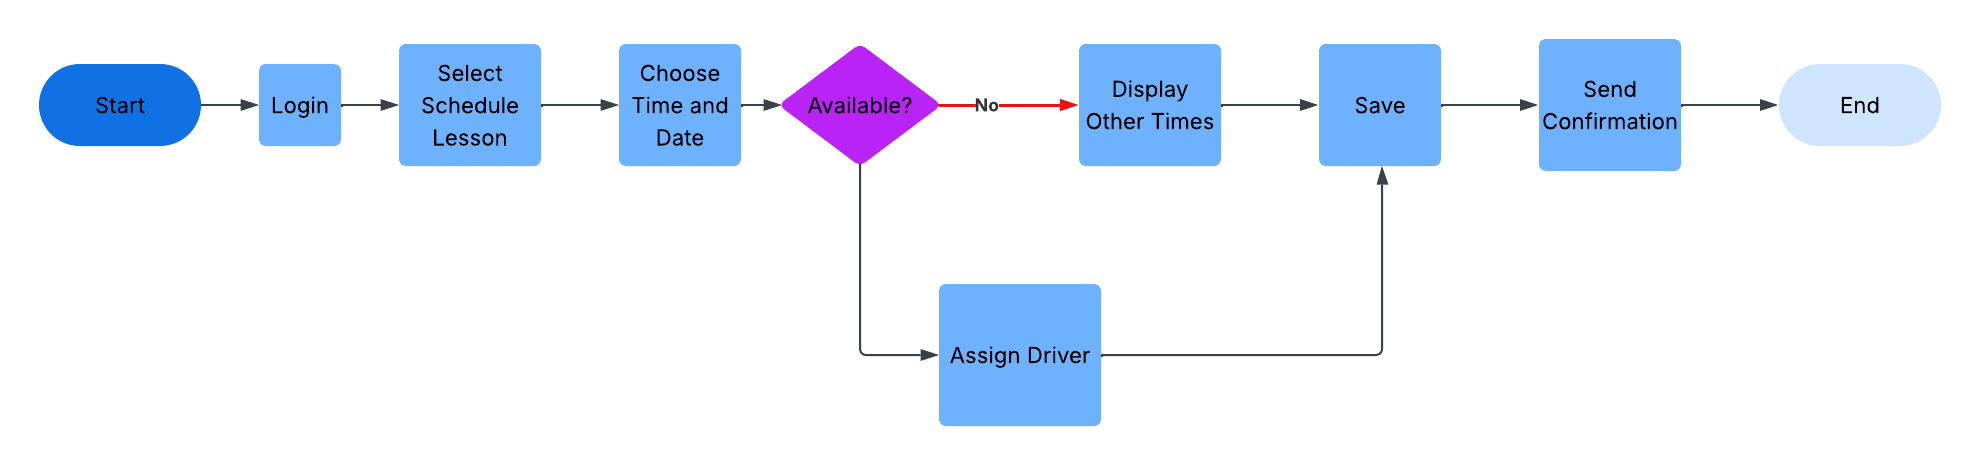 Start
Login
Select
Schedule
Lesson
Choose
Time and
Date
Available?
No
Display
Other Times
Save
Send
Confirmation
End
Assign Driver